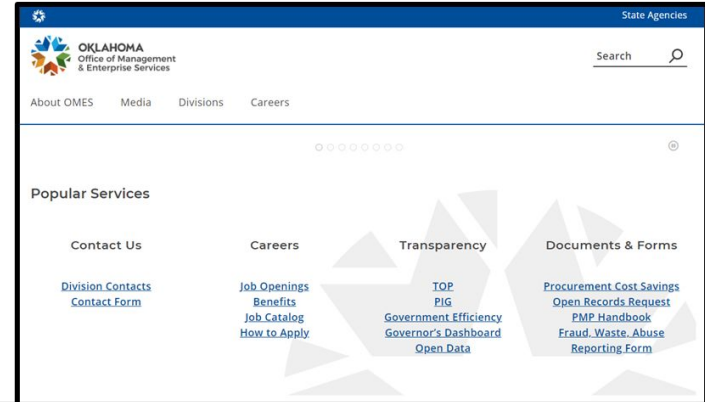 State Agencies
OKLAHOMA
Office of Management
& Enterprise Services
Search
About OMES Media Divisions Careers
Popular Services
Contact Us
Division Contacts
Contact Form
Careers
Job Openings
Benefits
Job Catalog
How to Apply
Transparency
TOP
PIG
Government Efficiency
Governor's Dashboard
Open Data
Documents & Forms
Procurement Cost Savings
Open Records Request
PMP Handbook
Fraud, Waste, Abuse
Reporting Form